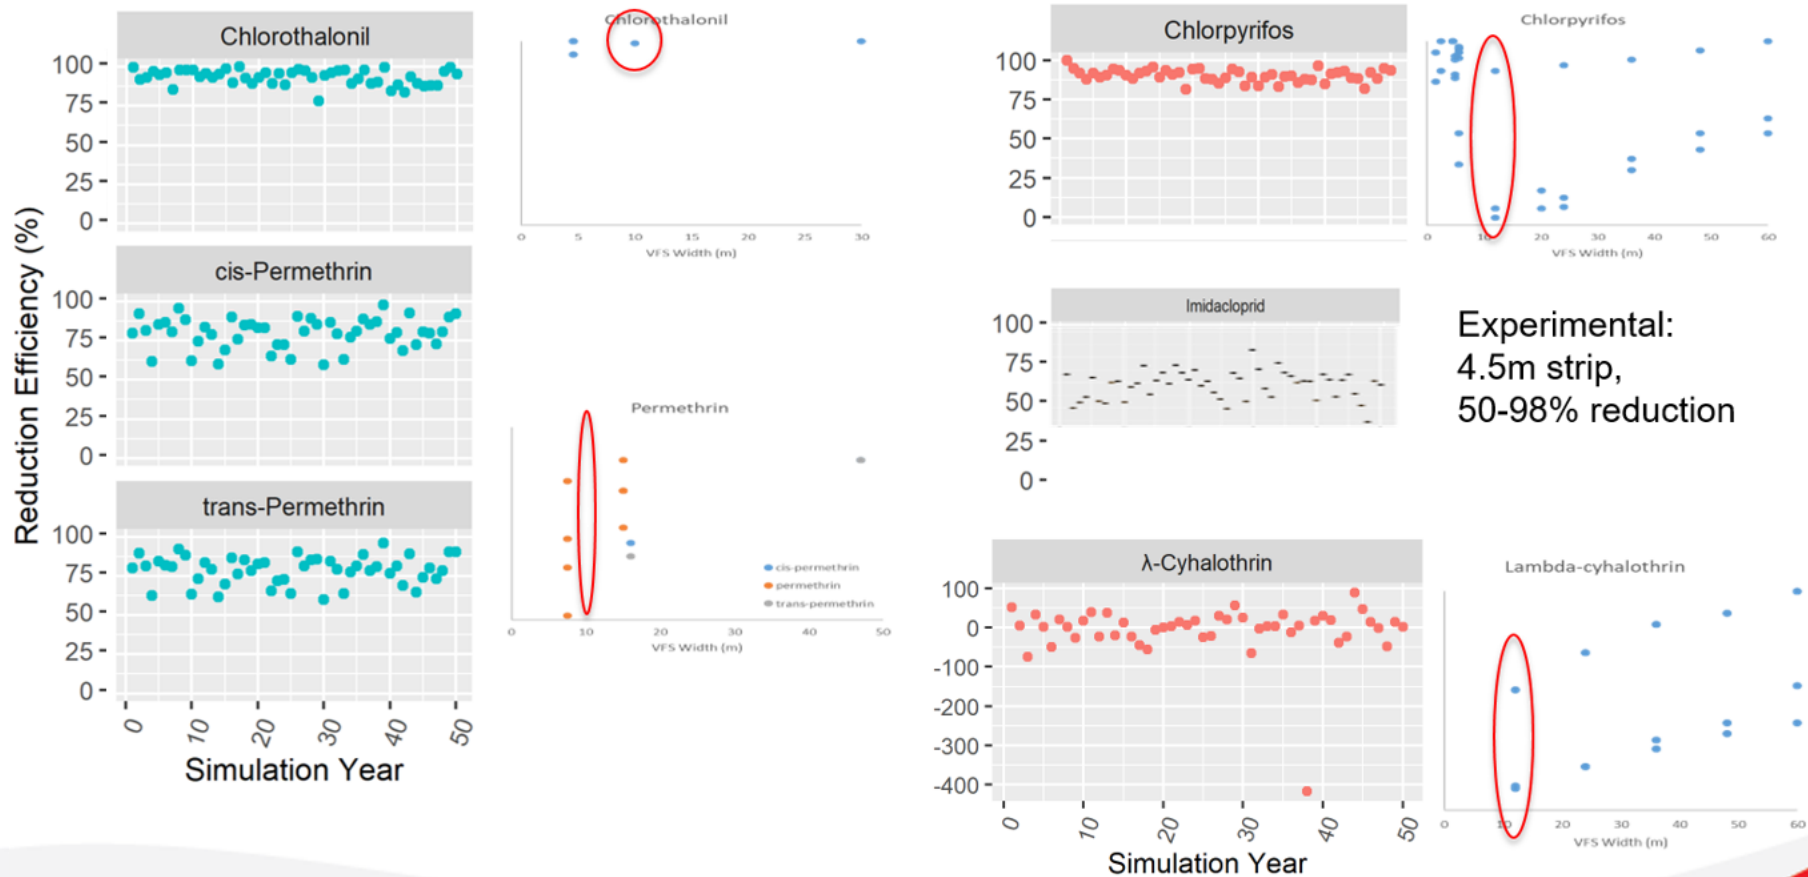 Reduction Efficiency (%)
Chlorothalonil
100
75
50
25
0
cis-Permethrin
100
75
50
25
0
trans-Permethrin
100
75
50
25
0
0 10 20 30 40 50
Simulation Year
Chlorothalonil
0 5 10 15 20 25 30
VFS Width (m)
Permethrin
cis-permethrin
permethrin
trans-permethrin
0 10 20 30 40 50
VFS Width (m)
Chlorpyrifos
100
75
50
25
0
Chlorpyrifos
0 10 20 30 40 50 60
VFS Width (m)
Imidacloprid
100
75
50
25
0
Experimental:
4.5m strip,
50-98% reduction
λ-Cyhalothrin
100
0
-100
-200
-300
-400
0 10 20 30 40 50
Simulation Year
Lambda-cyhalothrin
0 10 20 30 40 50 60
VFS Width (m)